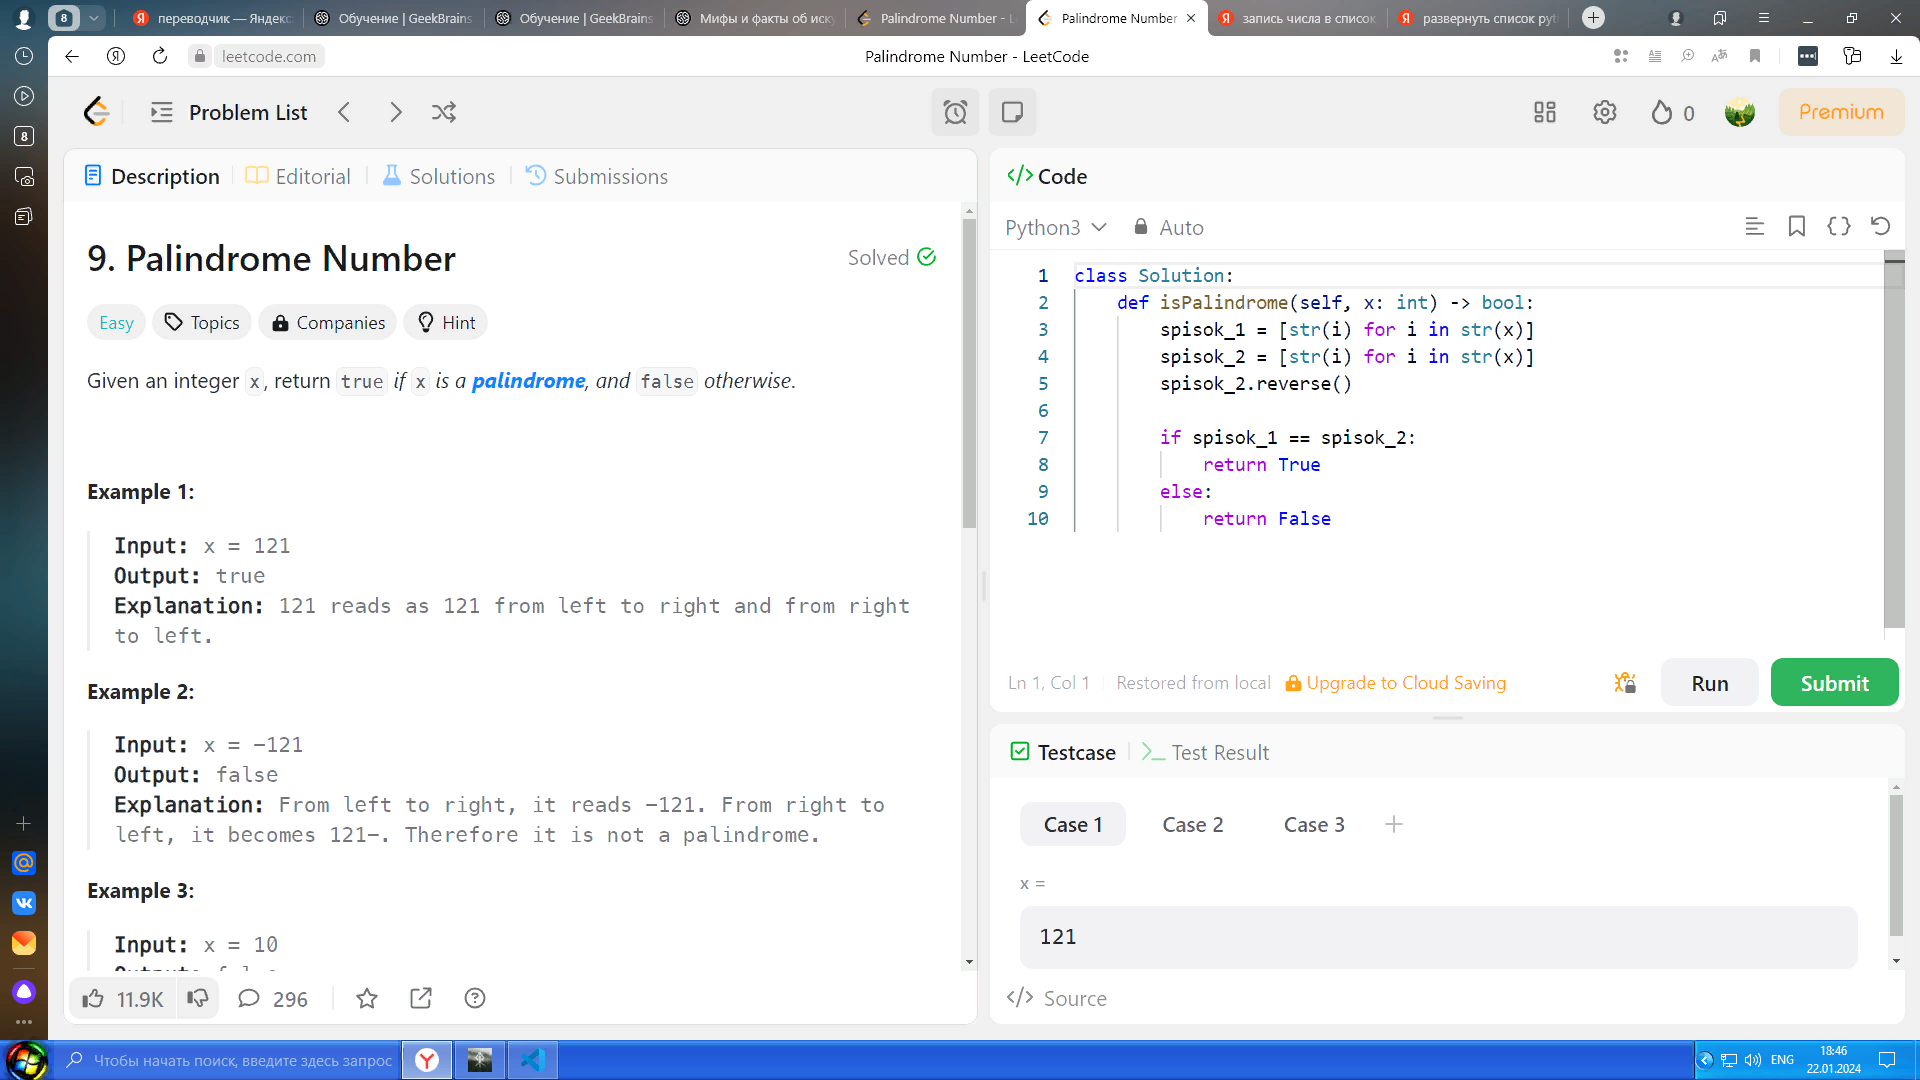 8
переводчик — Яндекс
Обучение | GeekBrains
Обучение | GeekBrains
Мифы и факты об иску
Palindrome Number - L
Palindrome Number
запись числа в список
развернуть список pyt
leetcode.com
Palindrome Number - LeetCode
8
Problem List
0
Premium
Description
Editorial
Solutions
Submissions
9. Palindrome Number
Solved
Easy
Topics
Companies
Hint
Given an integer x, return true if x is a palindrome, and false otherwise.
Example 1:
Input: x = 121
Output: true
Explanation: 121 reads as 121 from left to right and from right
to left.
Example 2:
Input: x = -121
Output: false
Explanation: From left to right, it reads -121. From right to
left, it becomes 121-. Therefore it is not a palindrome.
Example 3:
Input: x = 10
11.9K
296
Code
Python3
Auto
1 class Solution:
2 def isPalindrome(self, x: int) -> bool:
3 spisok_1 = [str(i) for i in str(x)]
4 spisok_2 = [str(i) for i in str(x)]
5 spisok_2.reverse()
6
7 if spisok_1 == spisok_2:
8 return True
9 else:
10 return False
Ln 1, Col 1
Restored from local
Upgrade to Cloud Saving
Run
Submit
Testcase
Test Result
Case 1
Case 2
Case 3
x =
121
Source
Чтобы начать поиск, введите здесь запрос
ENG
18:46
22.01.2024